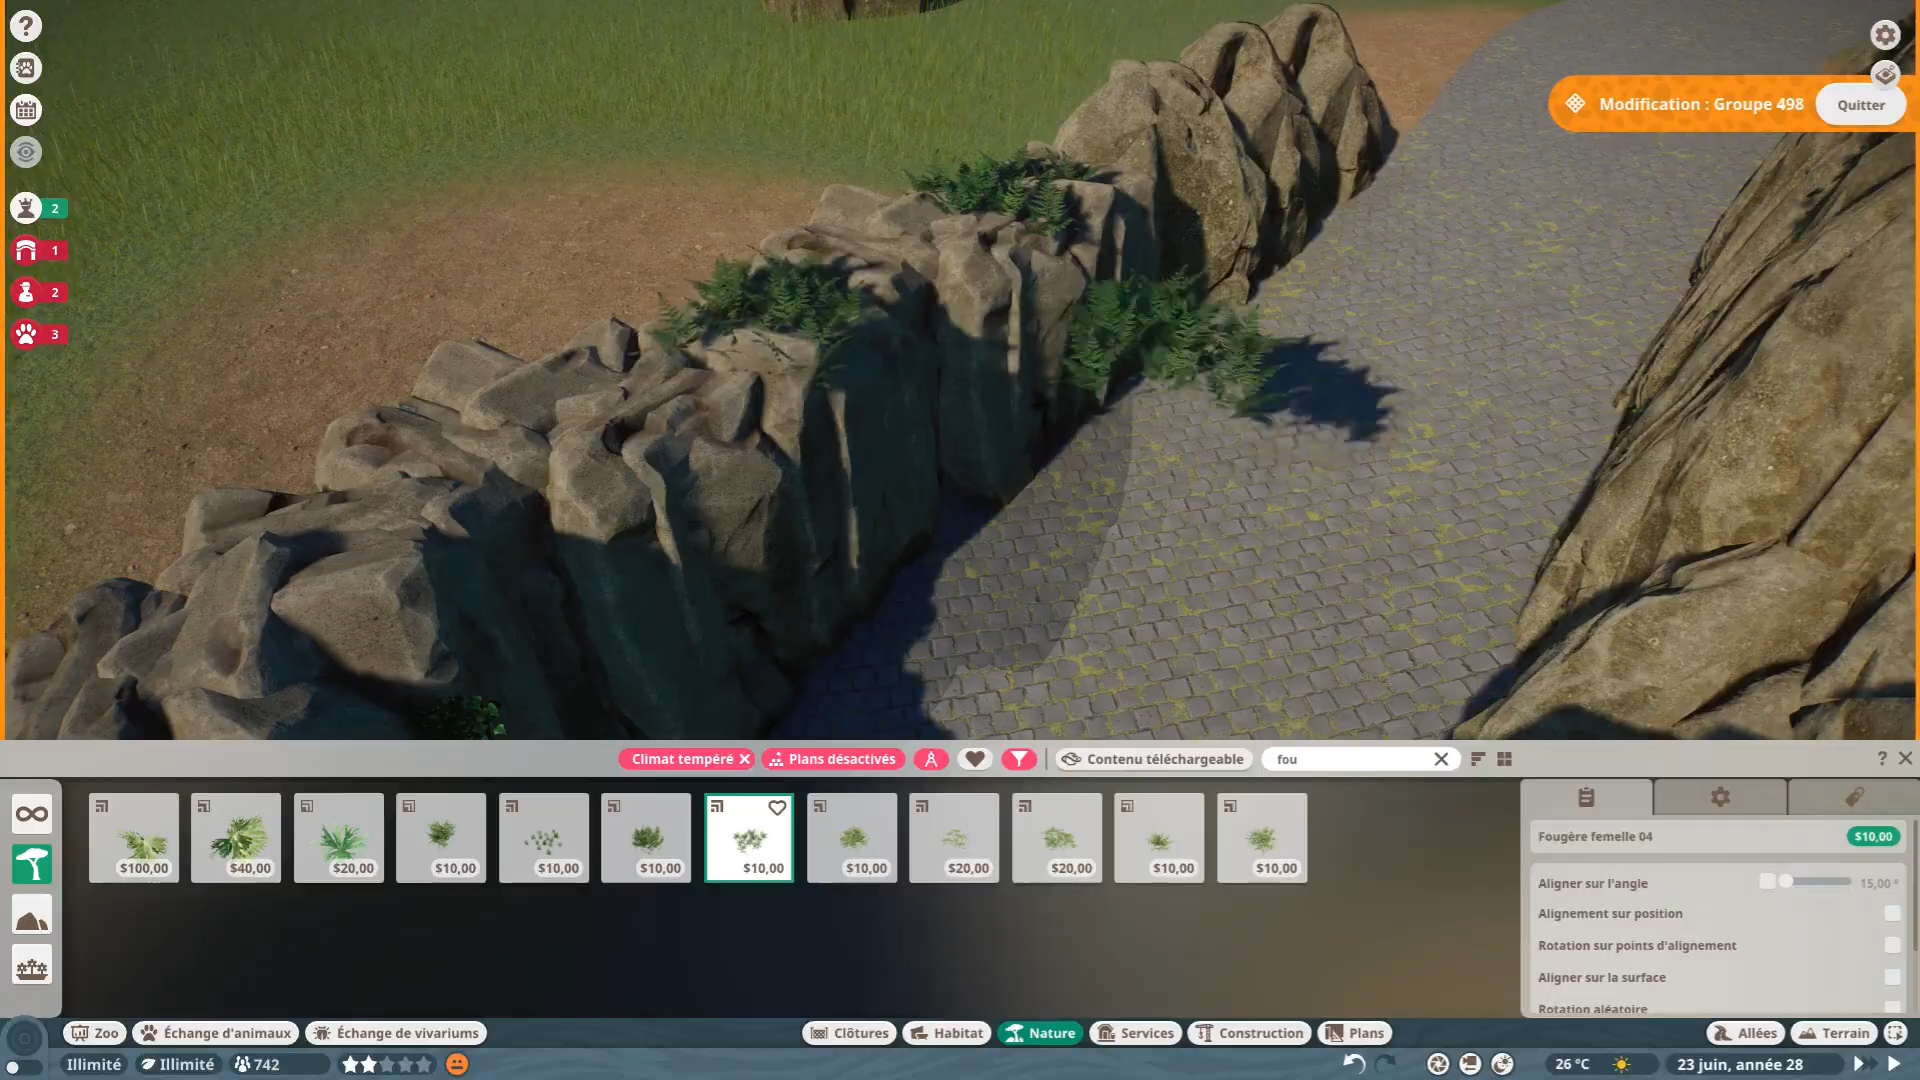 ?
2
1
2
3
Modification : Groupe 498
Quitter
Climat tempéré
Plans désactivés
Contenu téléchargeable
fou
?
$100,00
$40,00
$20,00
$10,00
$10,00
$10,00
$10,00
$10,00
$20,00
$20,00
$10,00
$10,00
Fougère femelle 04
$10,00
Aligner sur l'angle
15,00 °
Alignement sur position
Rotation sur points d'alignement
Aligner sur la surface
Rotation aléatoire
Zoo
Échange d'animaux
Échange de vivariums
Clôtures
Habitat
Nature
Services
Construction
Plans
Allées
Terrain
Illimité
Illimité
742
26 °C
23 juin, année 28